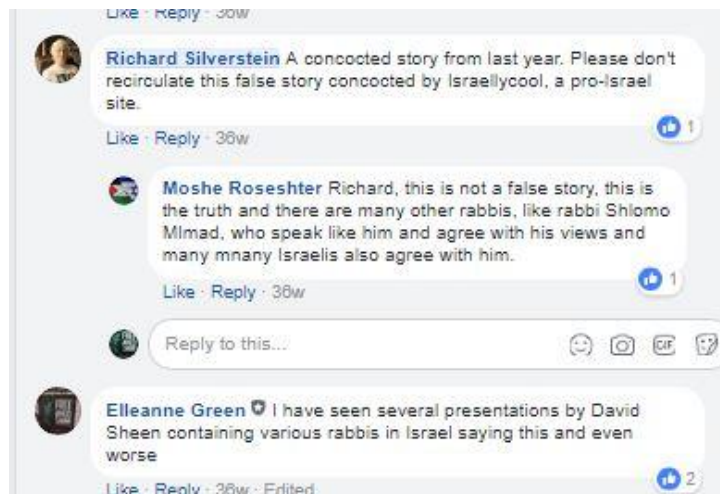 Like · Reply · 36w
Richard Silverstein A concocted story from last year. Please don't
recirculate this false story concocted by Israellycool, a pro-Israel
site.
1
Like · Reply · 36w
Moshe Roseshter Richard, this is not a false story, this is
the truth and there are many other rabbis, like rabbi Shlomo
MImad, who speak like him and agree with his views and
many mnany Israelis also agree with him.
1
Like · Reply · 36w
Reply to this...
GIF
Elleanne Green I have seen several presentations by David
Sheen containing various rabbis in Israel saying this and even
worse
2
Like · Reply · 36w · Edited